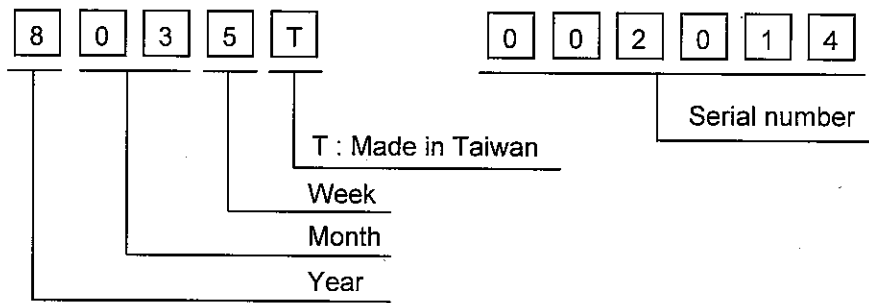 8 0 3 5 T 0 0 2 0 1 4
Serial number
T : Made in Taiwan
Week
Month
Year